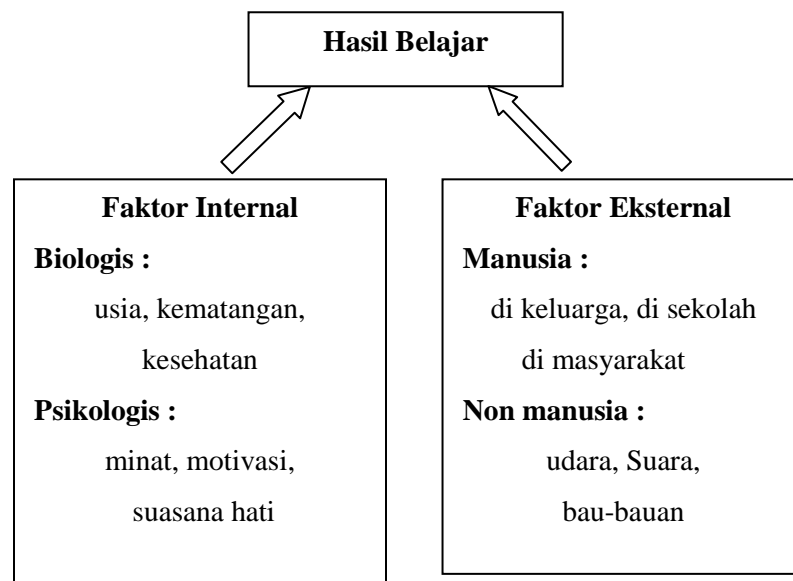 Hasil Belajar
Faktor Internal
Biologis :
usia, kematangan,
kesehatan
Psikologis :
minat, motivasi,
suasana hati
Faktor Eksternal
Manusia :
di keluarga, di sekolah
di masyarakat
Non manusia :
udara, Suara,
bau-bauan